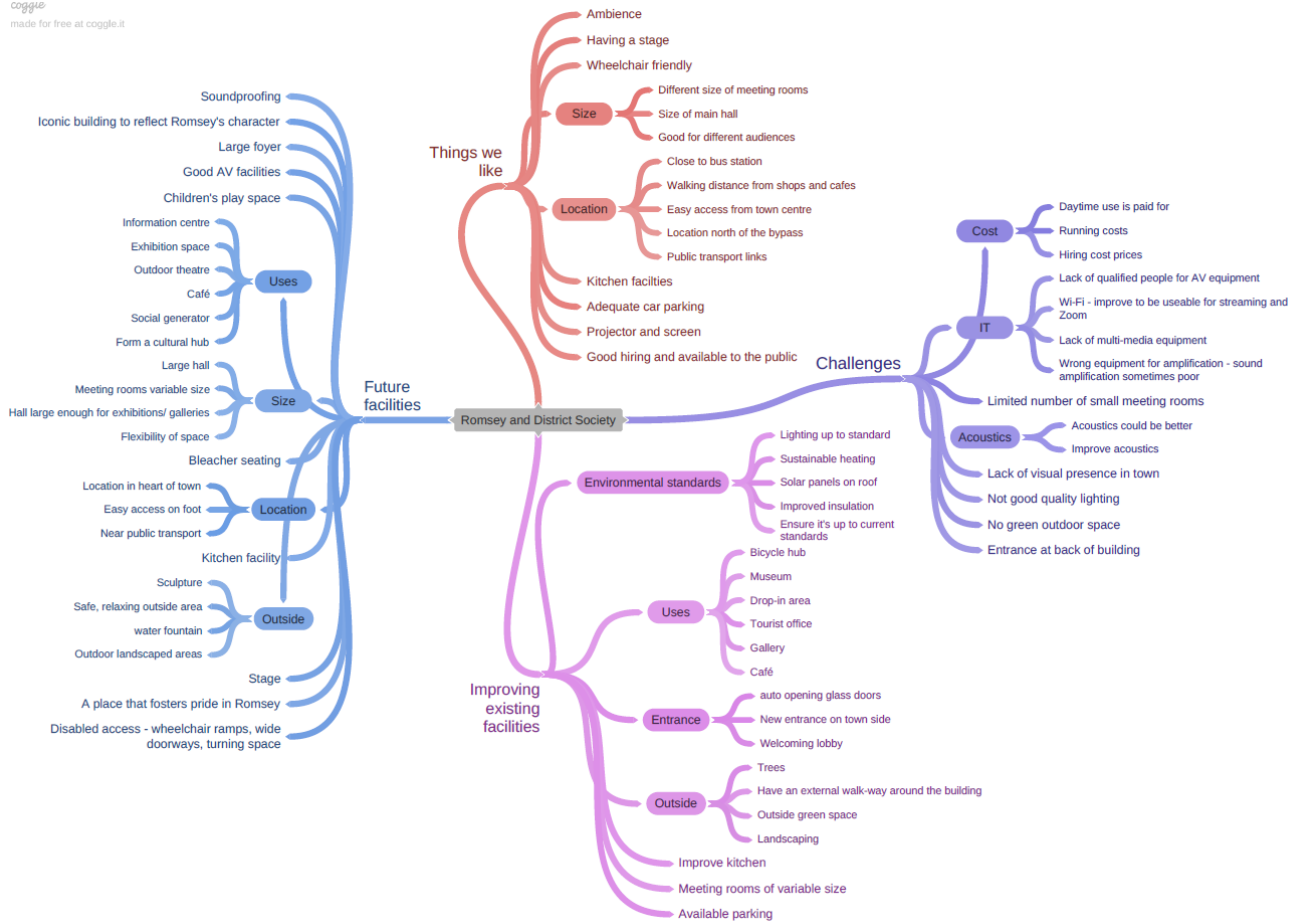 coggle
made for free at coggle.it
Romsey and District Society
Things we
like
Ambience
Having a stage
Wheelchair friendly
Size
Different size of meeting rooms
Size of main hall
Good for different audiences
Location
Close to bus station
Walking distance from shops and cafes
Easy access from town centre
Location north of the bypass
Public transport links
Kitchen facilties
Adequate car parking
Projector and screen
Good hiring and available to the public
Challenges
Cost
Daytime use is paid for
Running costs
Hiring cost prices
IT
Lack of qualified people for AV equipment
Wi-Fi - improve to be useable for streaming and
Zoom
Lack of multi-media equipment
Wrong equipment for amplification - sound
amplification sometimes poor
Limited number of small meeting rooms
Acoustics
Acoustics could be better
Improve acoustics
Lack of visual presence in town
Not good quality lighting
No green outdoor space
Entrance at back of building
Improving
existing
facilities
Environmental standards
Lighting up to standard
Sustainable heating
Solar panels on roof
Improved insulation
Ensure it's up to current
standards
Uses
Bicycle hub
Museum
Drop-in area
Tourist office
Gallery
Café
Entrance
auto opening glass doors
New entrance on town side
Welcoming lobby
Outside
Trees
Have an external walk-way around the building
Outside green space
Landscaping
Improve kitchen
Meeting rooms of variable size
Available parking
Future
facilities
Soundproofing
Iconic building to reflect Romsey's character
Large foyer
Good AV facilities
Children's play space
Uses
Information centre
Exhibition space
Outdoor theatre
Café
Social generator
Form a cultural hub
Size
Large hall
Meeting rooms variable size
Hall large enough for exhibitions/ galleries
Flexibility of space
Bleacher seating
Location
Location in heart of town
Easy access on foot
Near public transport
Kitchen facility
Outside
Sculpture
Safe, relaxing outside area
water fountain
Outdoor landscaped areas
Stage
A place that fosters pride in Romsey
Disabled access - wheelchair ramps, wide
doorways, turning space